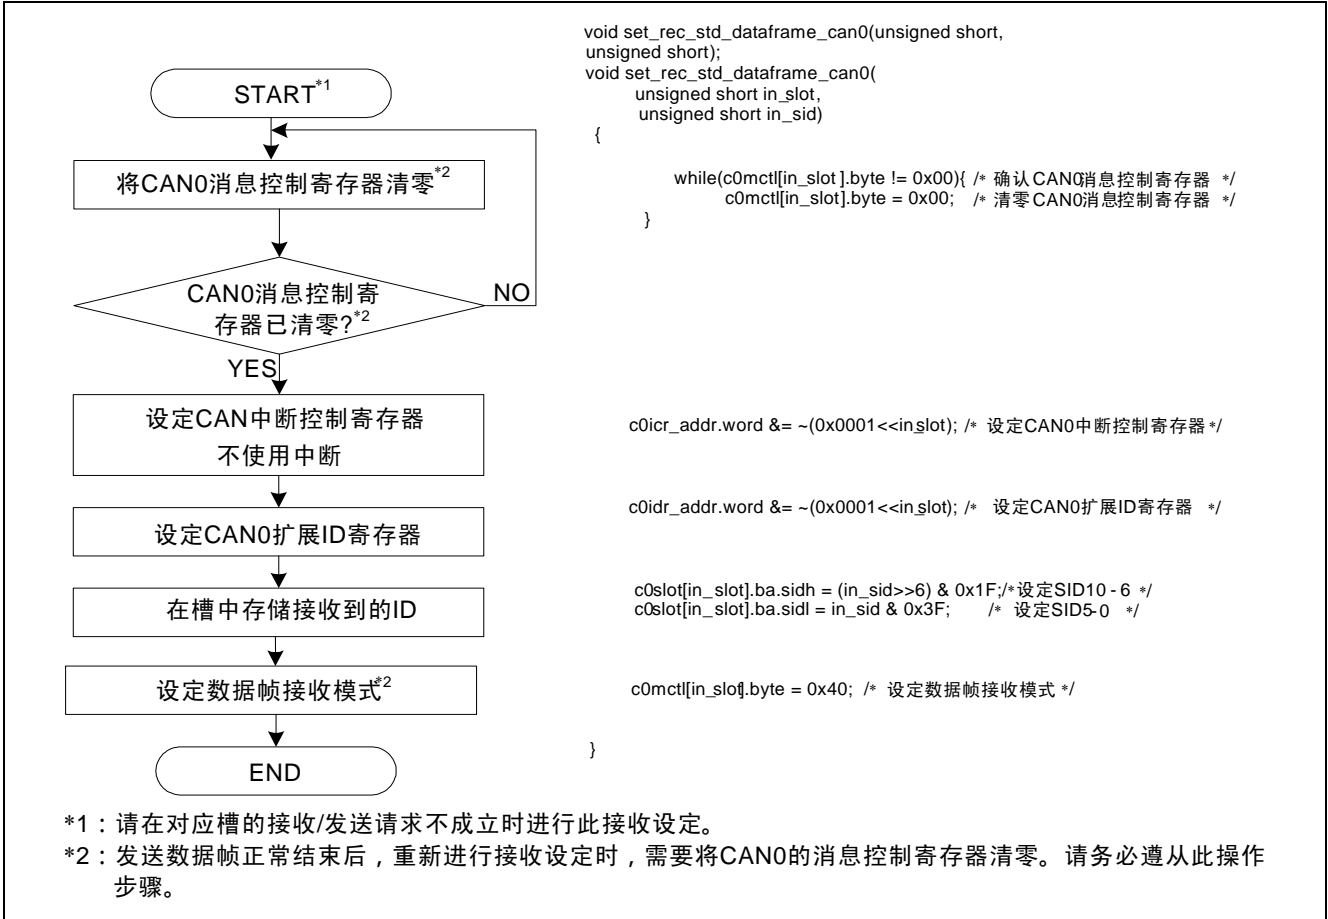 void set_rec_std_dataframe_can0(unsigned short,
unsigned short);
void set_rec_std_dataframe_can0(
unsigned short in_slot,
unsigned short in_sid)
{
START*1
将CAN0消息控制寄存器清零*2
while(c0mctl[in_slot].byte != 0x00){ /* 确认CAN0消息控制寄存器 */
c0mctl[in_slot].byte = 0x00; /* 清零CAN0消息控制寄存器 */
}
CAN0消息控制寄
存器已清零?*2
NO
YES
设定CAN中断控制寄存器
不使用中断
c0icr_addr.word &= ~(0x0001<<in_slot); /* 设定CAN0中断控制寄存器*/
设定CAN0扩展ID寄存器
c0idr_addr.word &= ~(0x0001<<in_slot); /* 设定CAN0扩展ID寄存器 */
在槽中存储接收到的ID
c0slot[in_slot].ba.sidh = (in_sid>>6) & 0x1F;/*设定SID10-6 */
c0slot[in_slot].ba.sidl = in_sid & 0x3F; /* 设定SID5-0 */
设定数据帧接收模式*2
c0mctl[in_slot].byte = 0x40; /* 设定数据帧接收模式 */
}
END
*1：请在对应槽的接收/发送请求不成立时进行此接收设定。
*2：发送数据帧正常结束后，重新进行接收设定时，需要将CAN0的消息控制寄存器清零。请务必遵从此操作
步骤。